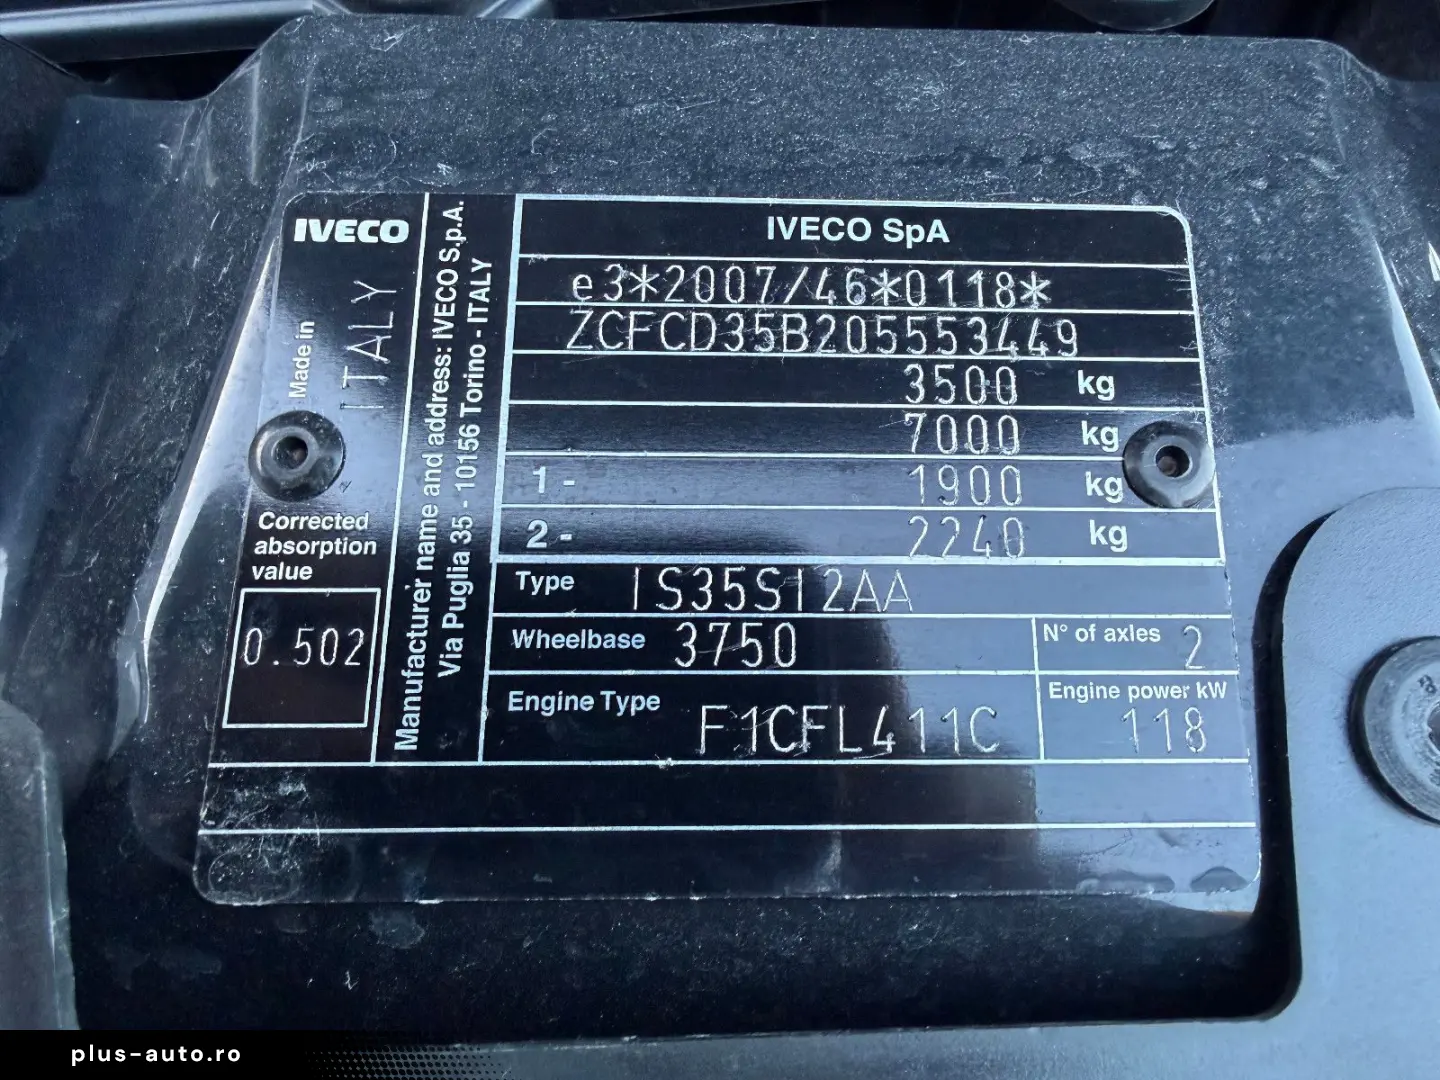 IVECO
Made in
ITALY
Corrected
absorption
value
0.502
Manufacturer name and address: IVECO S.p.A.
Via Puglia 35 - 10156 Torino - ITALY
IVECO SpA
e3*2007/46*0118*
ZCFCD35B205553449
3500 kg
7000 kg
1- 1900 kg
2- 2240 kg
Type IS35SI2AA
Wheelbase 3750
N° of axles 2
Engine Type F1CFL411C
Engine power kW
118
plus-auto.ro